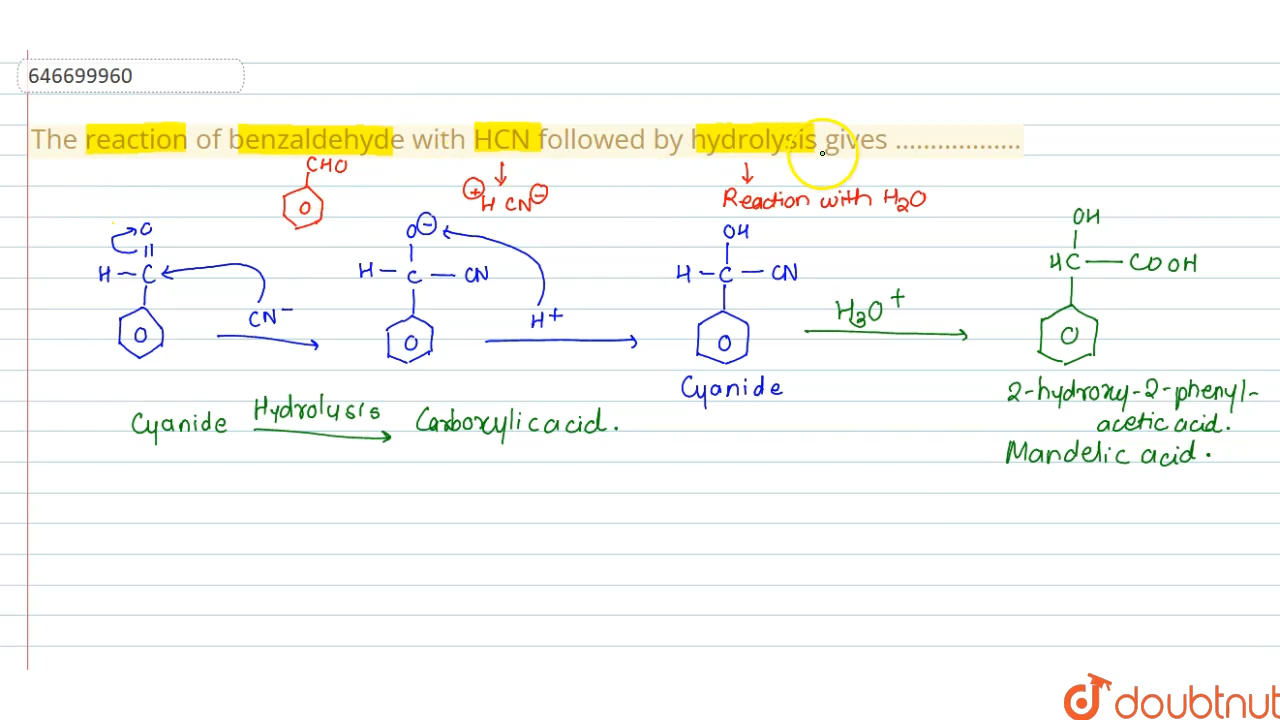 646699960
The reaction of benzaldehyde with HCN followed by hydrolysis gives ..................
CHO
O
⊕ H CN ⊖
Reaction with H2O
O
H - C
CN-
O
O⊖
H - C - CN
H+
O
OH
H - C - CN
O
Cyanide
H3O+
OH
HC - COOH
O
2-hydroxy-2-phenyl-
acetic acid.
Mandelic acid.
Cyanide Hydrolysis Carboxylic acid.
doubtnut